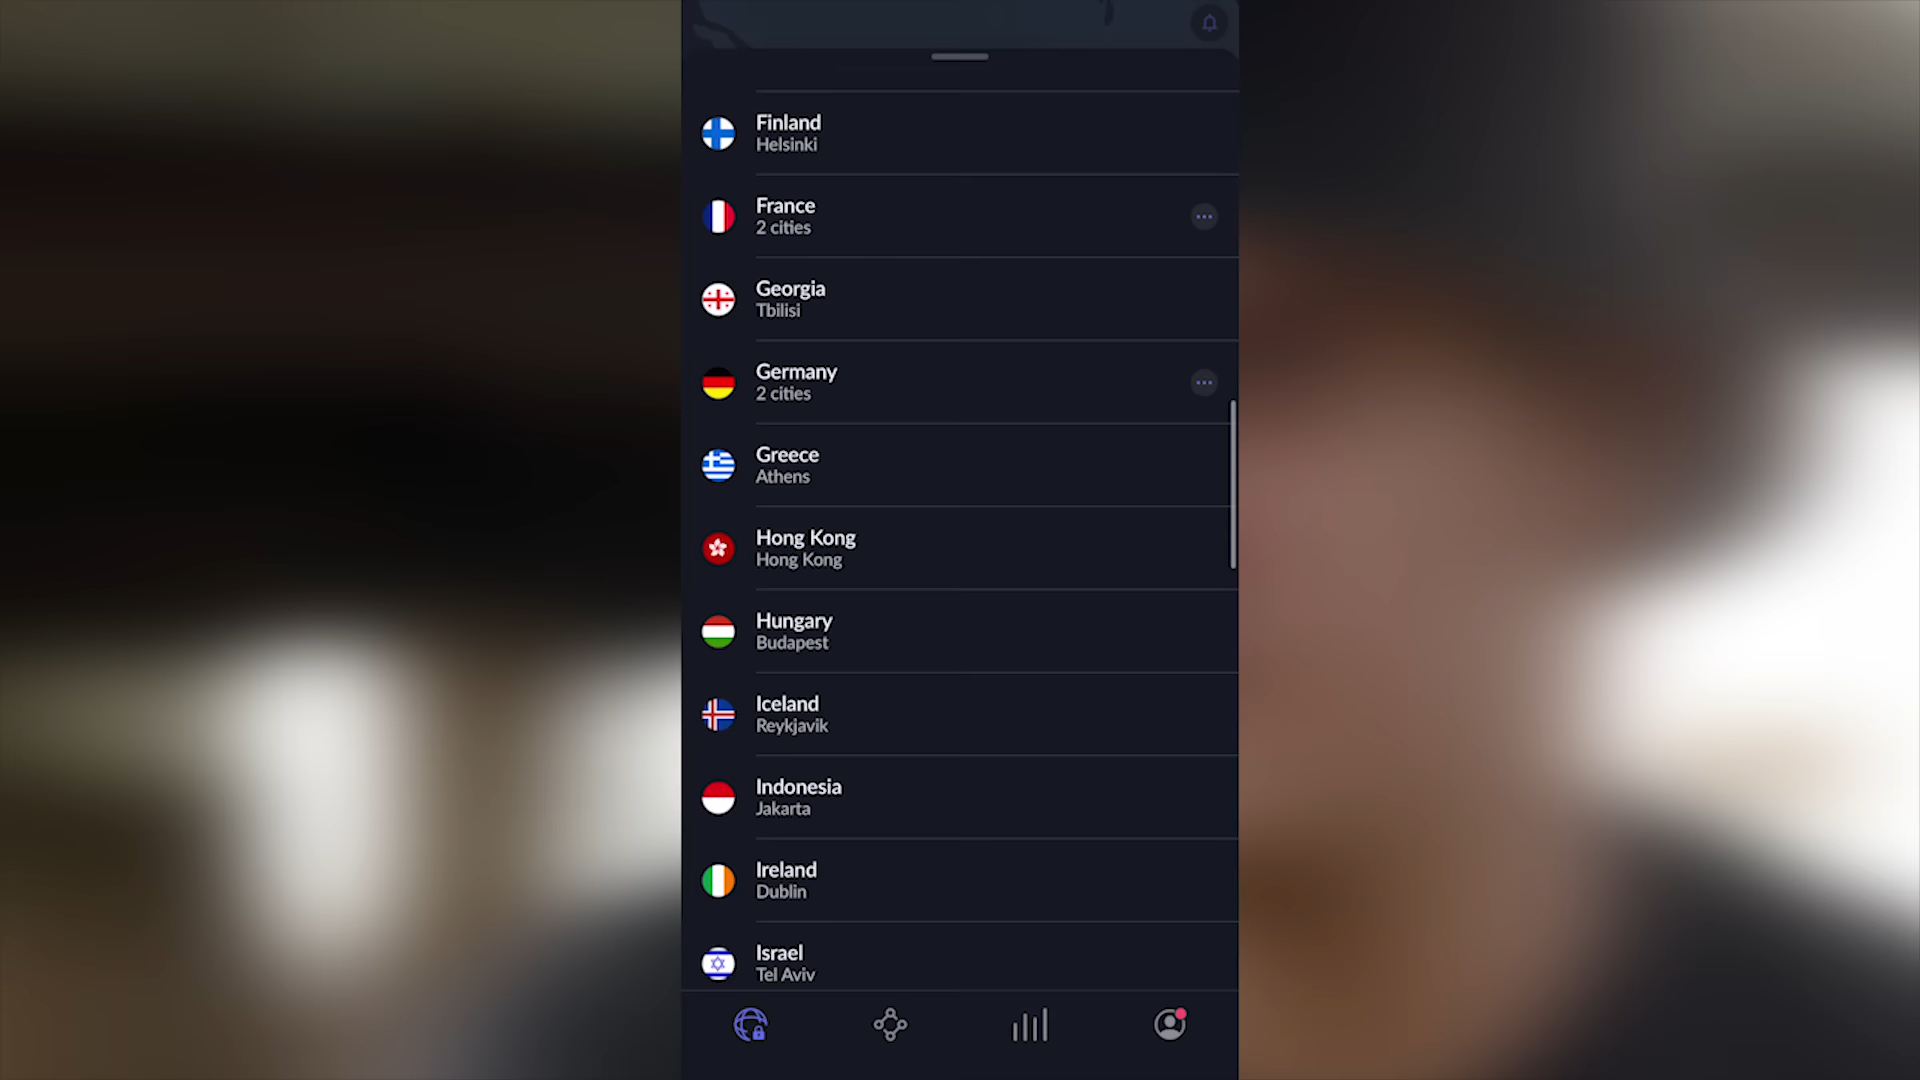 Finland
Helsinki
France
2 cities
Georgia
Tbilisi
Germany
2 cities
Greece
Athens
Hong Kong
Hong Kong
Hungary
Budapest
Iceland
Reykjavik
Indonesia
Jakarta
Ireland
Dublin
Israel
Tel Aviv